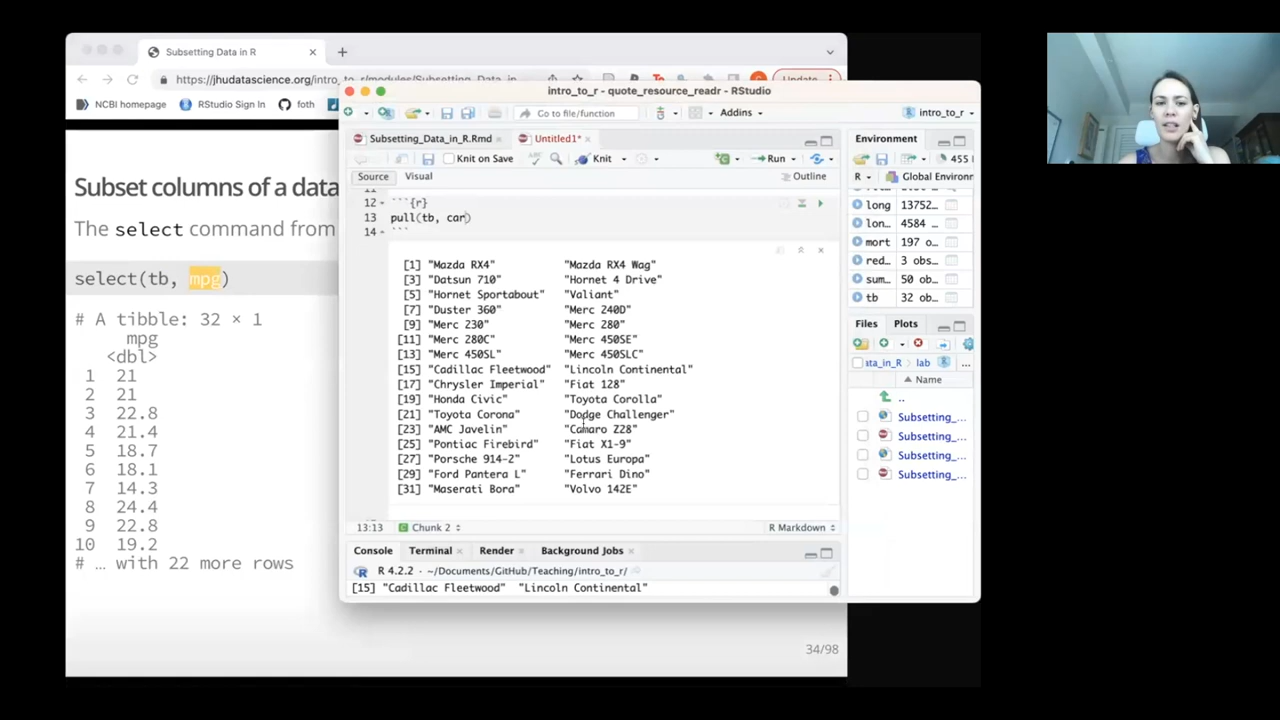 Subsetting Data in R
https://jhudatascience.org/intro_to_r/modules/Subsetting_Data_in
Update
NCBI homepage
RStudio Sign In
foth
Subset columns of a data
The select command from
select(tb, mpg)
# A tibble: 32 × 1
mpg
<dbl>
1 21
2 21
3 22.8
4 21.4
5 18.7
6 18.1
7 14.3
8 24.4
9 22.8
10 19.2
# … with 22 more rows
34/98
intro_to_r - quote_resource_readr - RStudio
Go to file/function
Addins
intro_to_r
Subsetting_Data_in_R.Rmd
Untitled1*
Knit on Save
Knit
Run
Source
Visual
Outline
11
12 ```{r}
13 pull(tb, car)
14 ```
[1] "Mazda RX4" "Mazda RX4 Wag"
[3] "Datsun 710" "Hornet 4 Drive"
[5] "Hornet Sportabout" "Valiant"
[7] "Duster 360" "Merc 240D"
[9] "Merc 230" "Merc 280"
[11] "Merc 280C" "Merc 450SE"
[13] "Merc 450SL" "Merc 450SLC"
[15] "Cadillac Fleetwood" "Lincoln Continental"
[17] "Chrysler Imperial" "Fiat 128"
[19] "Honda Civic" "Toyota Corolla"
[21] "Toyota Corona" "Dodge Challenger"
[23] "AMC Javelin" "Camaro Z28"
[25] "Pontiac Firebird" "Fiat X1-9"
[27] "Porsche 914-2" "Lotus Europa"
[29] "Ford Pantera L" "Ferrari Dino"
[31] "Maserati Bora" "Volvo 142E"
13:13
Chunk 2
R Markdown
Console
Terminal
Render
Background Jobs
R 4.2.2 · ~/Documents/GitHub/Teaching/intro_to_r/
[15] "Cadillac Fleetwood" "Lincoln Continental"
Environment
455
R
Global Environ
long 13752…
lon… 4584 …
mort 197 o…
red… 3 obs…
sum… 50 ob…
tb 32 ob…
Files
Plots
ata_in_R
lab
...
Name
..
Subsetting_…
Subsetting_…
Subsetting_…
Subsetting_…